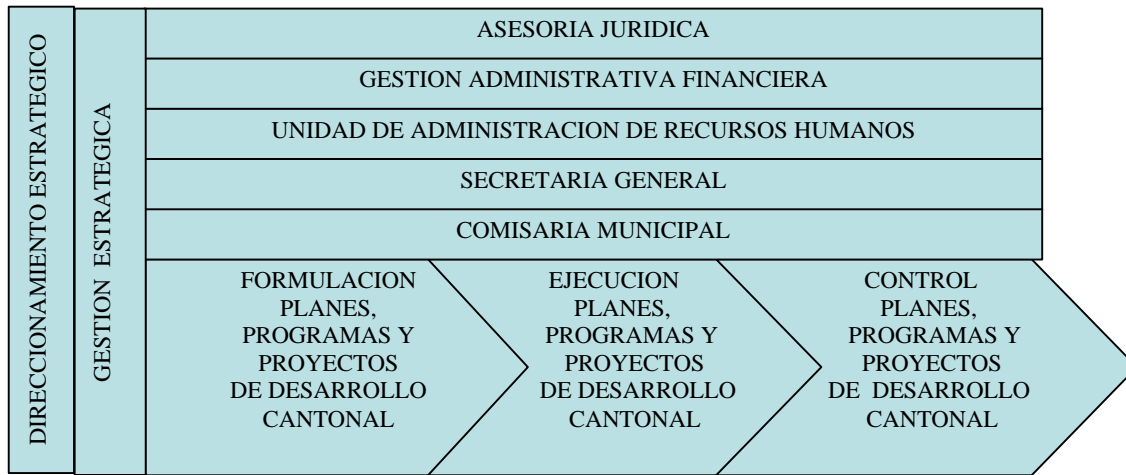 DIRECCIONAMIENTO ESTRATEGICO
GESTION ESTRATEGICA
ASESORIA JURIDICA
GESTION ADMINISTRATIVA FINANCIERA
UNIDAD DE ADMINISTRACION DE RECURSOS HUMANOS
SECRETARIA GENERAL
COMISARIA MUNICIPAL
FORMULACION
PLANES,
PROGRAMAS Y
PROYECTOS
DE DESARROLLO
CANTONAL
EJECUCION
PLANES,
PROGRAMAS Y
PROYECTOS
DE DESARROLLO
CANTONAL
CONTROL
PLANES,
PROGRAMAS Y
PROYECTOS
DE DESARROLLO
CANTONAL